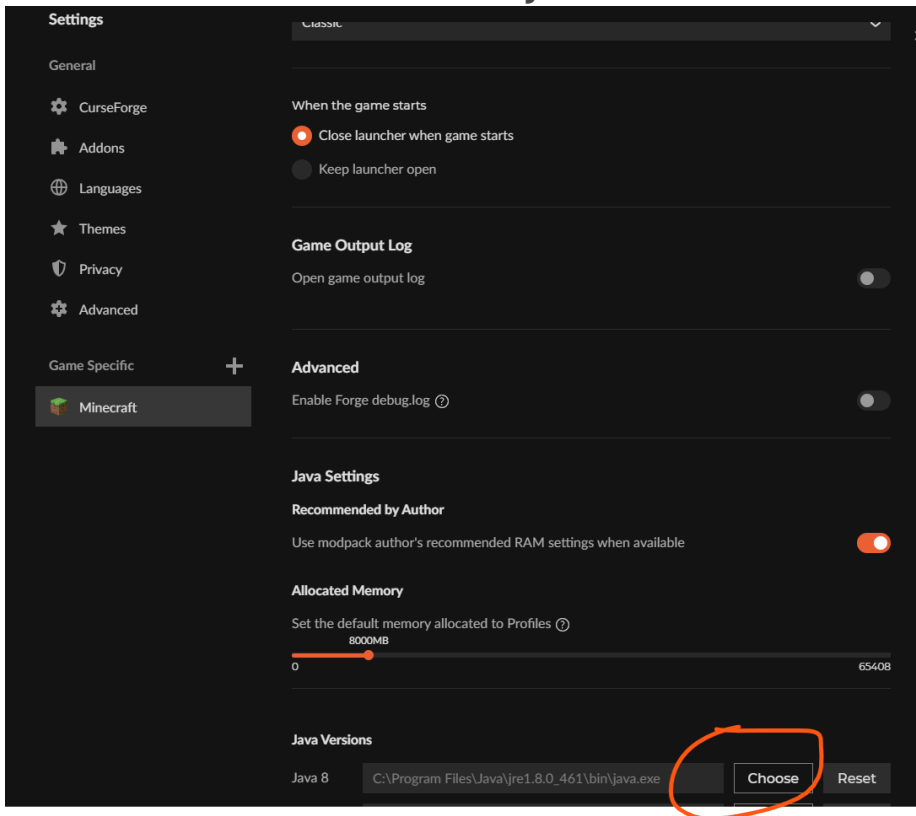 Settings
Classic
General
When the game starts
CurseForge
Close launcher when game starts
Addons
Keep launcher open
Languages
Themes
Game Output Log
Privacy
Open game output log
Advanced
Game Specific
Advanced
Enable Forge debug.log
Minecraft
Java Settings
Recommended by Author
Use modpack author's recommended RAM settings when available
Allocated Memory
Set the default memory allocated to Profiles
8000MB
0 65408
Java Versions
Java 8 C:\Program Files\Java\jre1.8.0_461\bin\java.exe Choose Reset